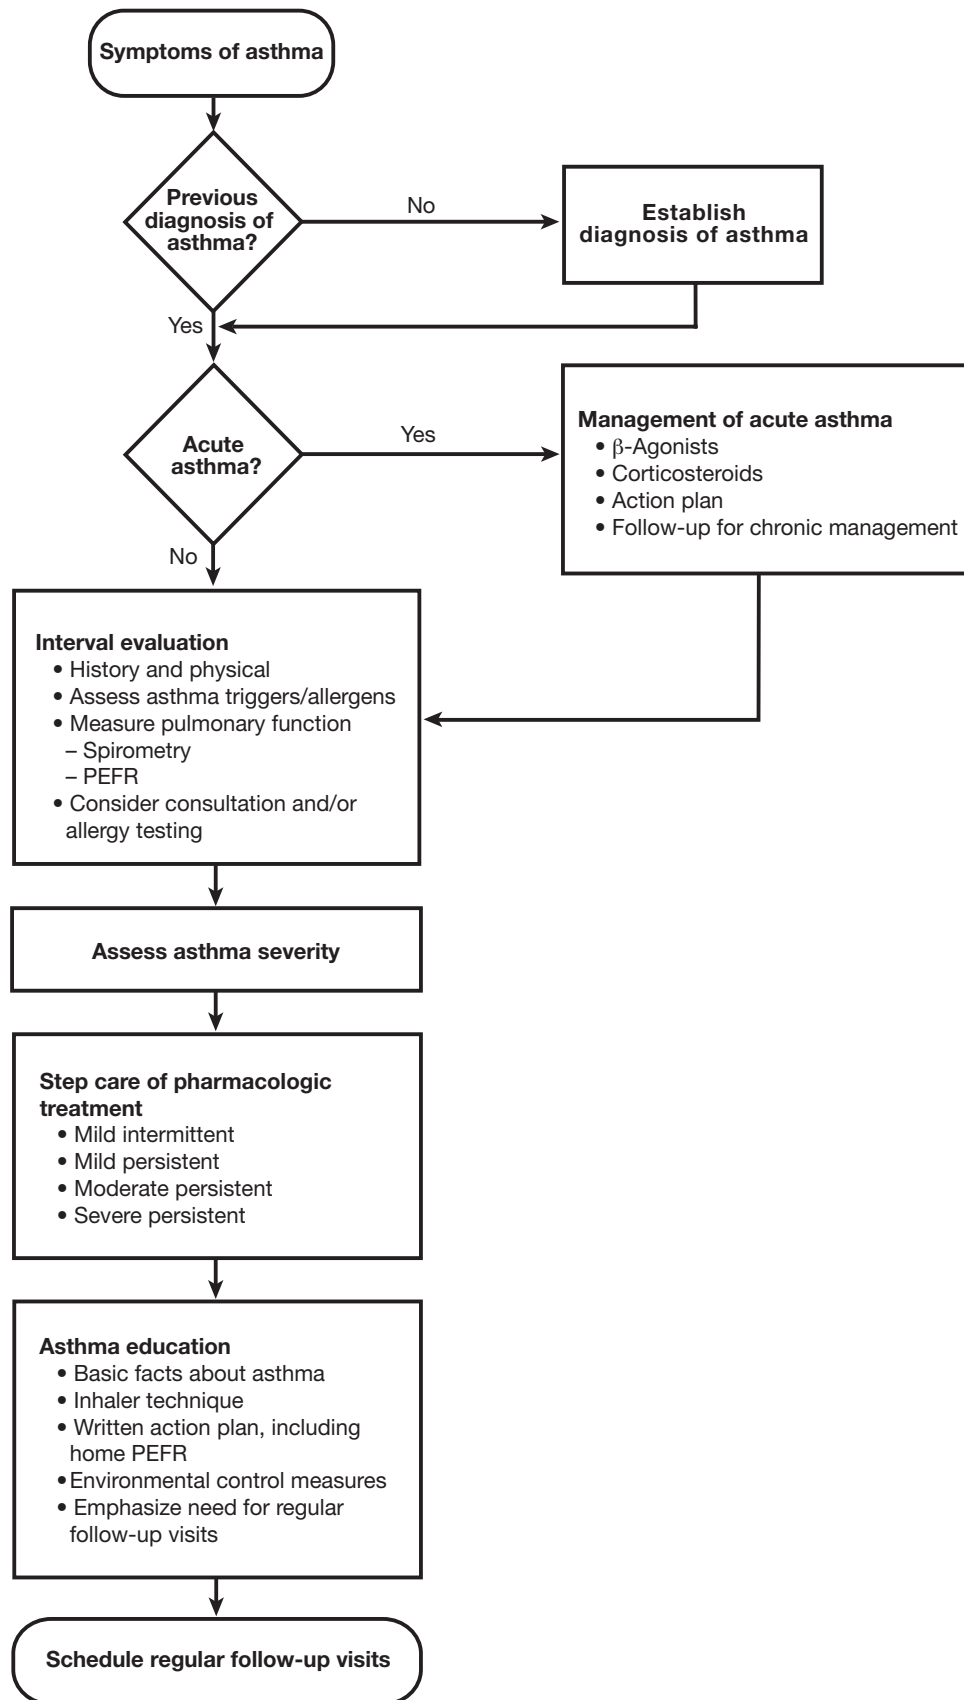 Symptoms of asthma
Previous
diagnosis of
asthma?
No
Establish
diagnosis of asthma
Yes
Acute
asthma?
Yes
Management of acute asthma
• β-Agonists
• Corticosteroids
• Action plan
• Follow-up for chronic management
No
Interval evaluation
• History and physical
• Assess asthma triggers/allergens
• Measure pulmonary function
– Spirometry
– PEFR
• Consider consultation and/or
allergy testing
Assess asthma severity
Step care of pharmacologic
treatment
• Mild intermittent
• Mild persistent
• Moderate persistent
• Severe persistent
Asthma education
• Basic facts about asthma
• Inhaler technique
• Written action plan, including
home PEFR
• Environmental control measures
• Emphasize need for regular
follow-up visits
Schedule regular follow-up visits